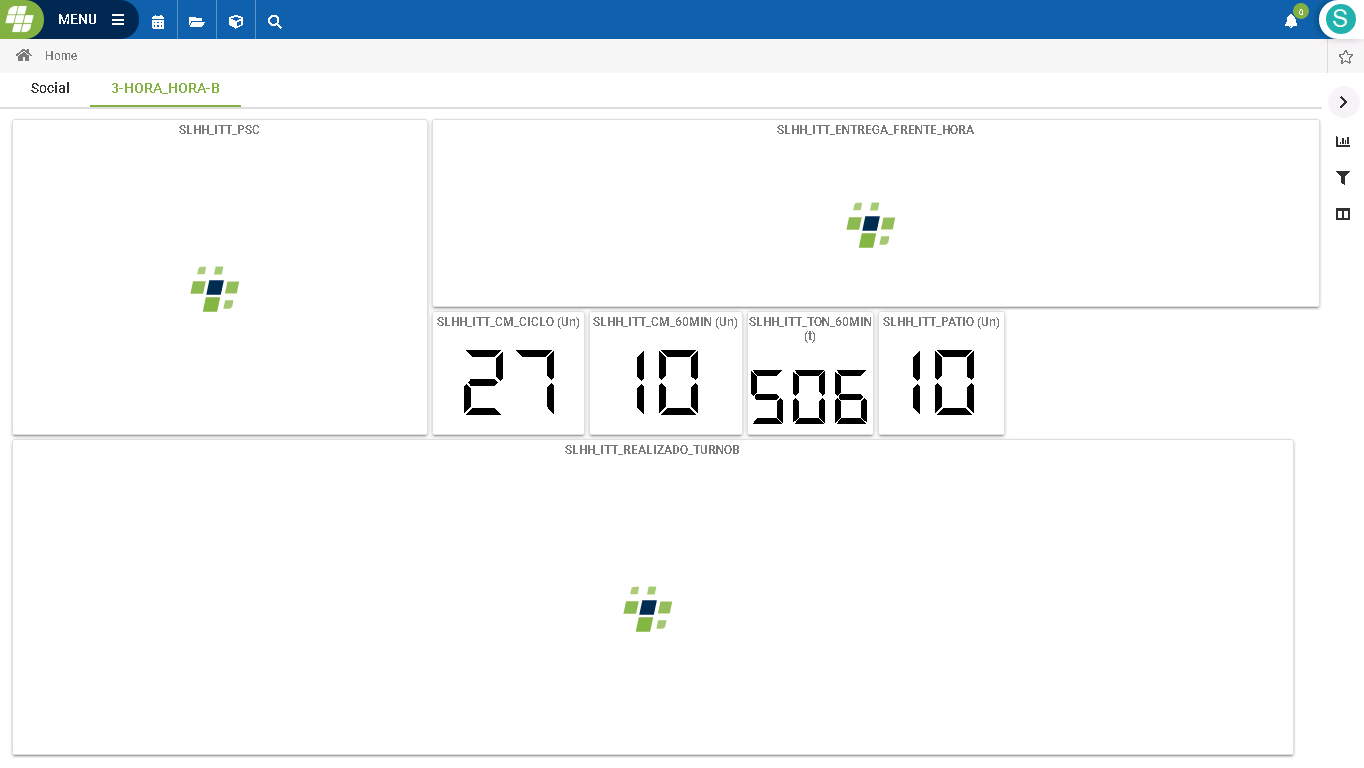 MENU
0
S
Home
Social
3-HORA_HORA-B
SLHH_ITT_PSC
SLHH_ITT_ENTREGA_FRENTE_HORA
SLHH_ITT_CM_CICLO (Un)
27
SLHH_ITT_CM_60MIN (Un)
10
SLHH_ITT_TON_60MIN
(t)
506
SLHH_ITT_PATIO (Un)
10
SLHH_ITT_REALIZADO_TURNOB